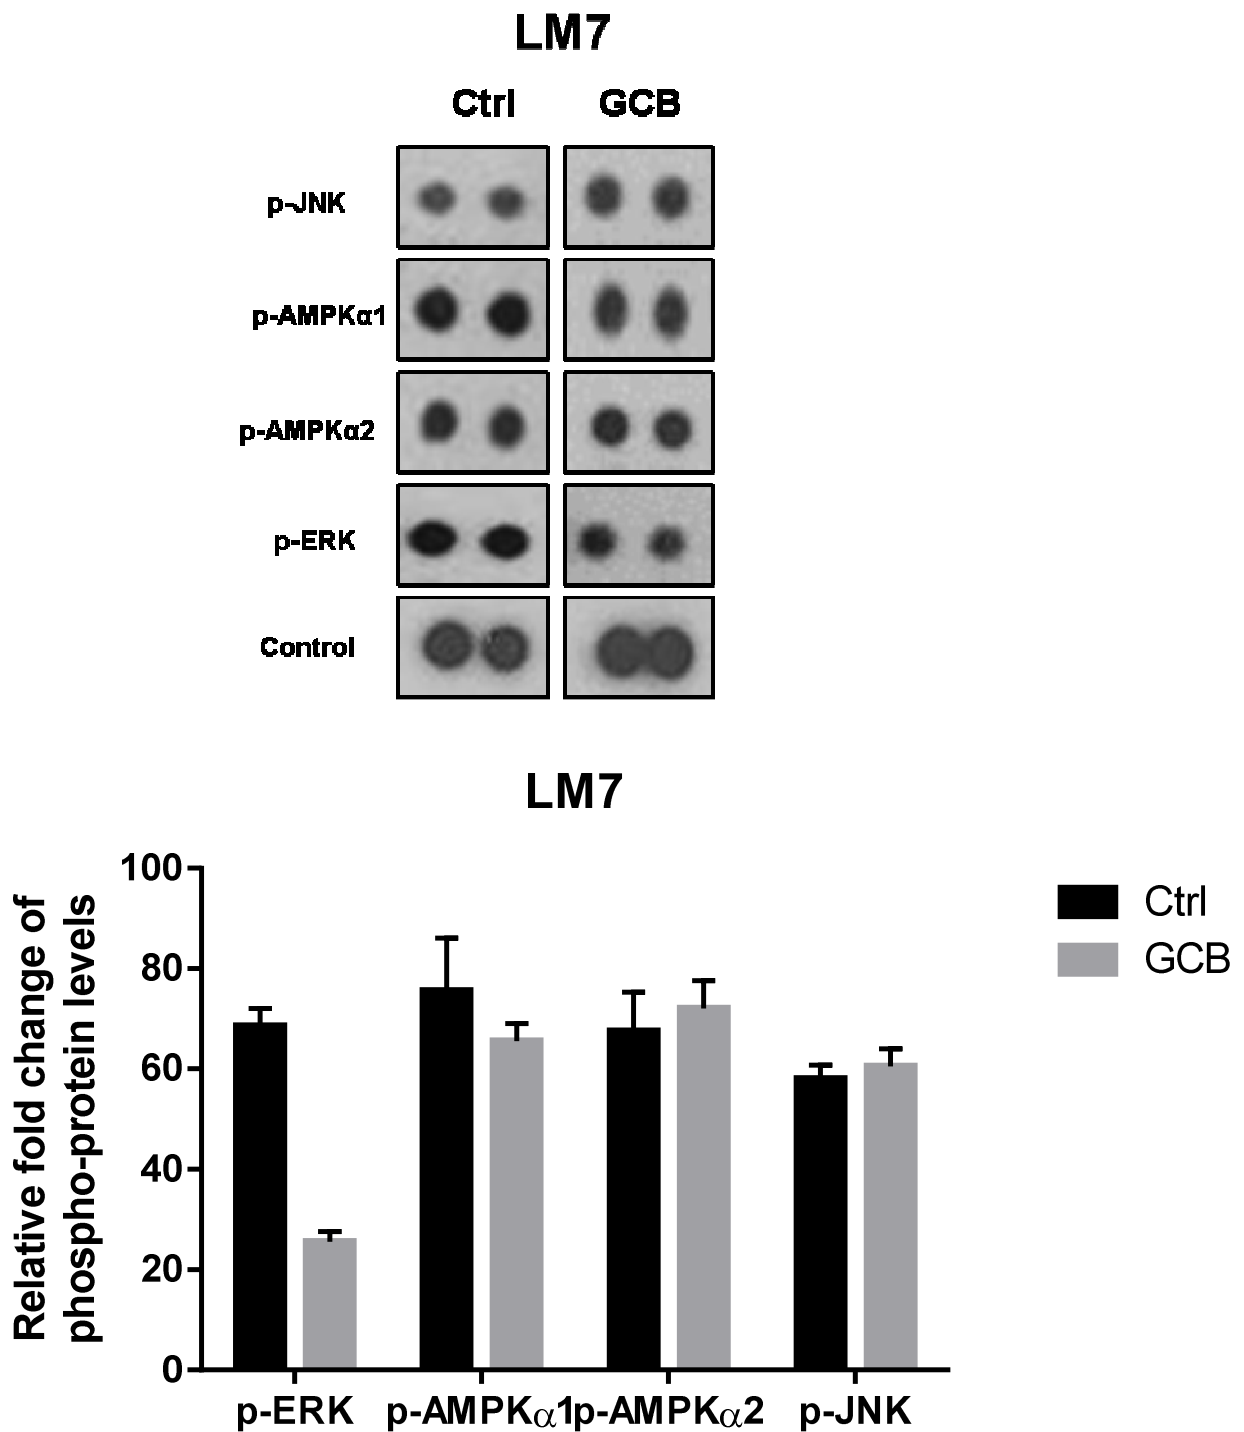 LM7
Ctrl GCB
p-JNK
p-AMPKα1
p-AMPKα2
p-ERK
Control
LM7
Relative fold change of
phospho-protein levels
100
80
60
40
20
0
p-ERK p-AMPKα1 p-AMPKα2 p-JNK
Ctrl
GCB